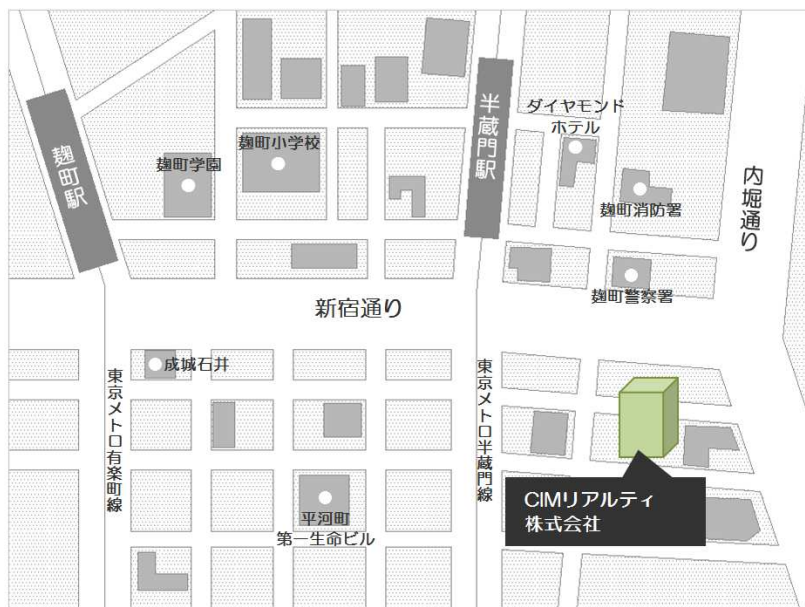 ダイヤモンド
ホテル
半蔵門駅
麹町小学校
麹町学園
麹町駅
内堀通り
麹町消防署
麹町警察署
新宿通り
成城石井
東京メトロ有楽町線
東京メトロ半蔵門線
CIMリアルティ
株式会社
平河町
第一生命ビル